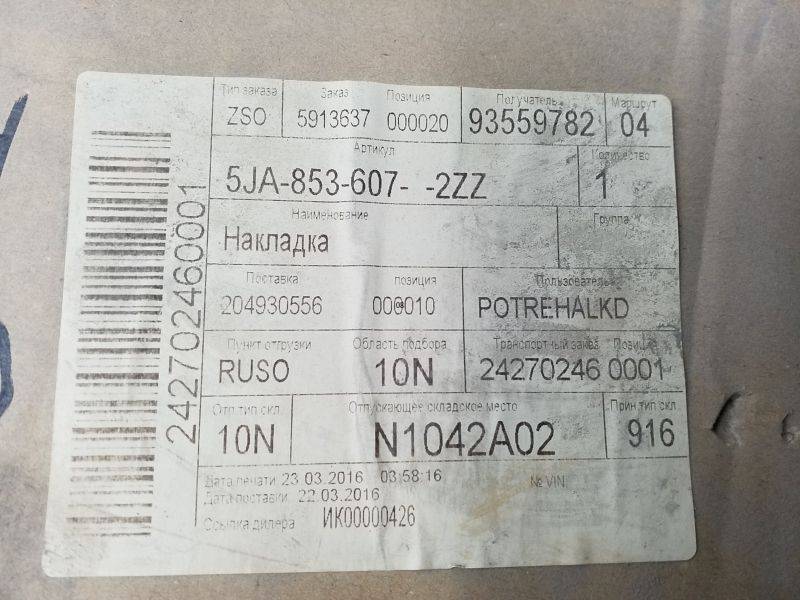 Тип заказа Заказ Позиция Получатель Маршрут
ZSO 5913637 000020 93559782 04
Артикул Количество
5JA-853-607- -2ZZ 1
Наименование Группа
Накладка
Поставка позиция Пользователь
204930556 000010 POTREHALKD
Пункт отгрузки Область подбора Транспортный заказ Позиция
RUSO 10N 24270246 0001
Отп тип скл Отпускающее складское место Прин тип скл
10N N1042A02 916
Дата печати 23.03.2016 03:58:16 № VIN
Дата поставки 22.03.2016
Ссылка дилера ИК00000426
242702460001